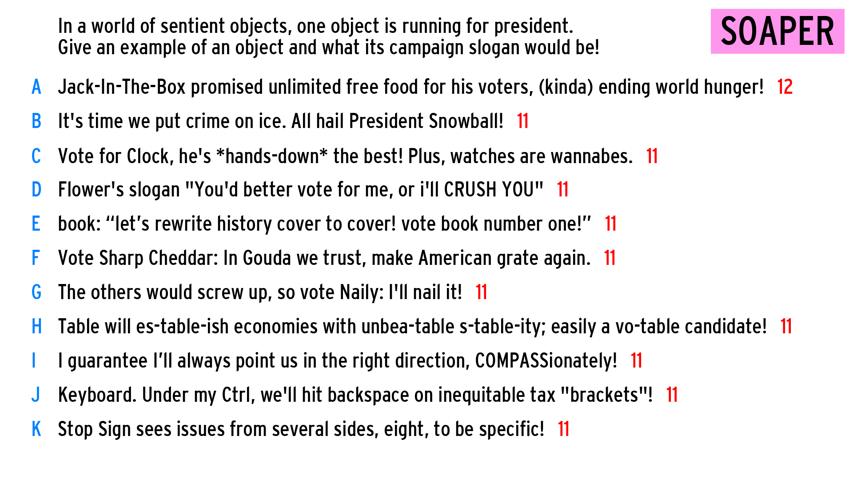 In a world of sentient objects, one object is running for president.
Give an example of an object and what its campaign slogan would be!
SOAPER
A Jack-In-The-Box promised unlimited free food for his voters, (kinda) ending world hunger! 12
B It's time we put crime on ice. All hail President Snowball! 11
C Vote for Clock, he's *hands-down* the best! Plus, watches are wannabes. 11
D Flower's slogan "You'd better vote for me, or i'll CRUSH YOU" 11
E book: “let’s rewrite history cover to cover! vote book number one!” 11
F Vote Sharp Cheddar: In Gouda we trust, make American grate again. 11
G The others would screw up, so vote Naily: I'll nail it! 11
H Table will es-table-ish economies with unbea-table s-table-ity; easily a vo-table candidate! 11
I I guarantee I’ll always point us in the right direction, COMPASSionately! 11
J Keyboard. Under my Ctrl, we'll hit backspace on inequitable tax "brackets"! 11
K Stop Sign sees issues from several sides, eight, to be specific! 11